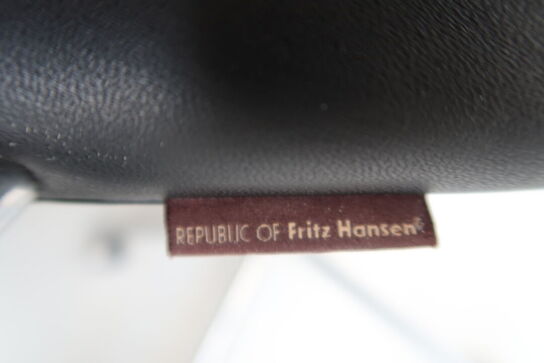 REPUBLIC OF Fritz Hansen®